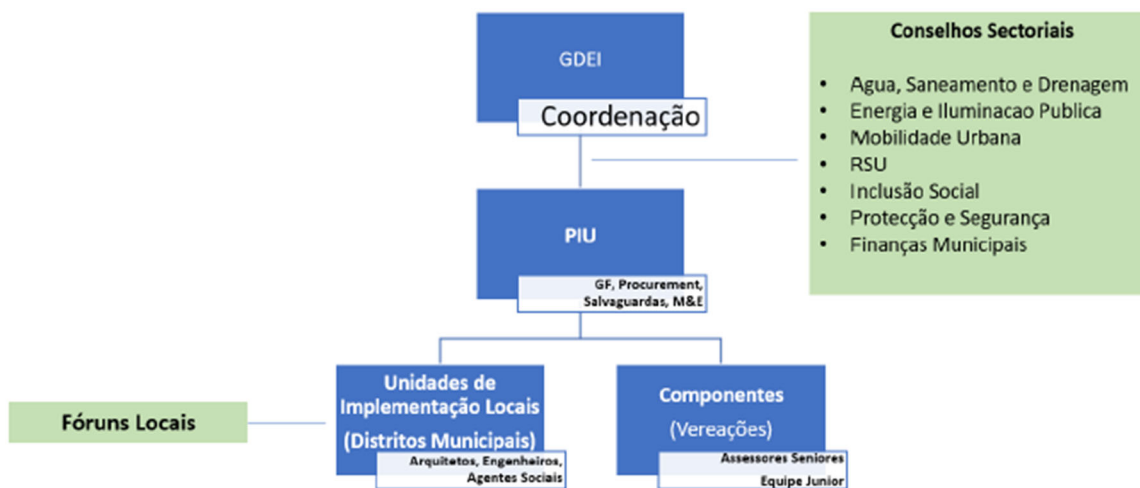 GDEI
Coordenação
Conselhos Sectoriais
• Agua, Saneamento e Drenagem
• Energia e Iluminacao Publica
• Mobilidade Urbana
• RSU
• Inclusão Social
• Protecção e Segurança
• Finanças Municipais
PIU
GF, Procurement,
Salvaguardas, M&E
Fóruns Locais
Unidades de
Implementação Locais
(Distritos Municipais)
Arquitetos, Engenheiros,
Agentes Sociais
Componentes
(Vereações)
Assessores Seniores
Equipe Junior